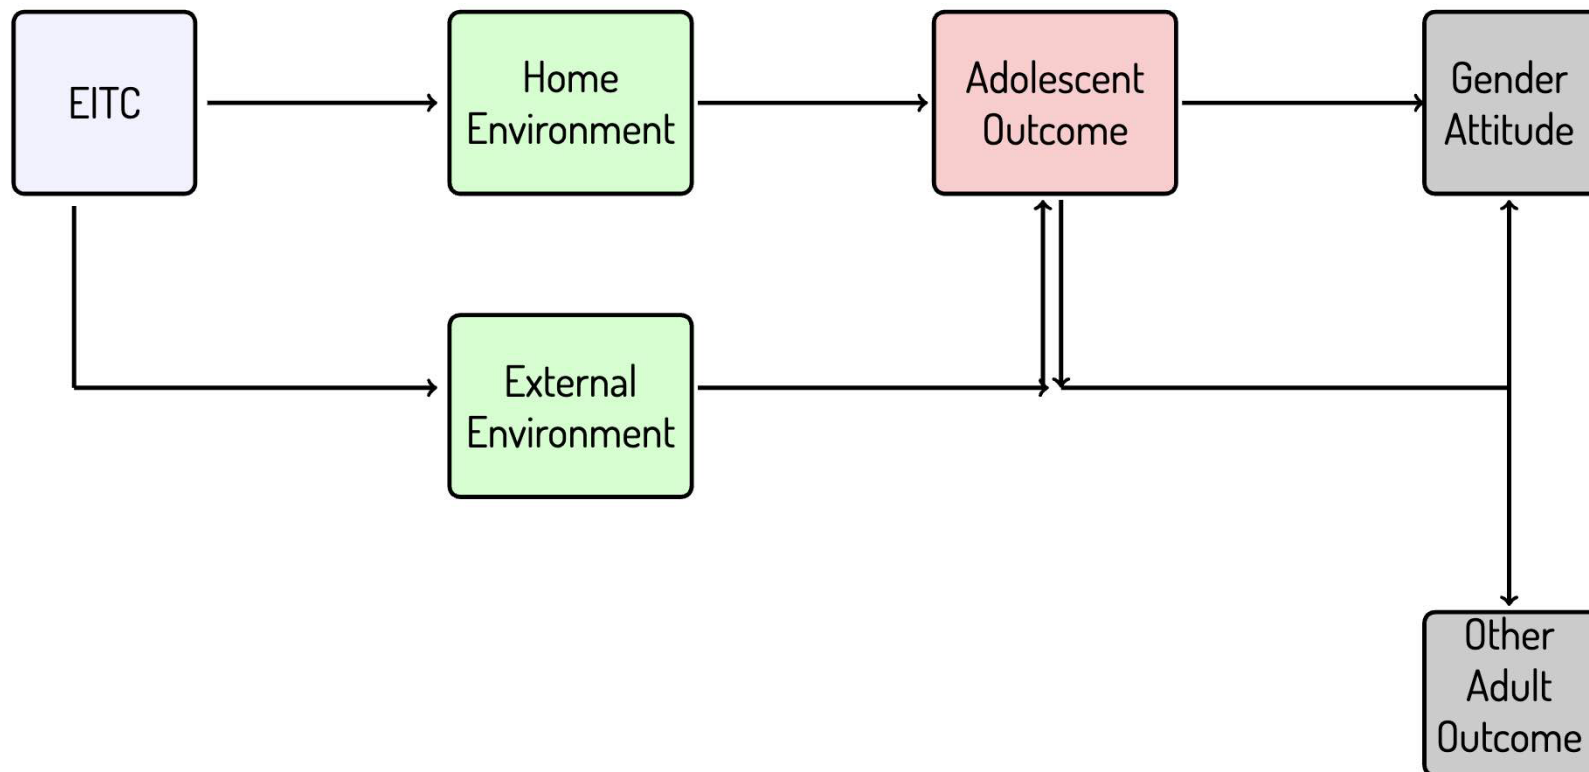 EITC
Home
Environment
Adolescent
Outcome
Gender
Attitude
External
Environment
Other
Adult
Outcome